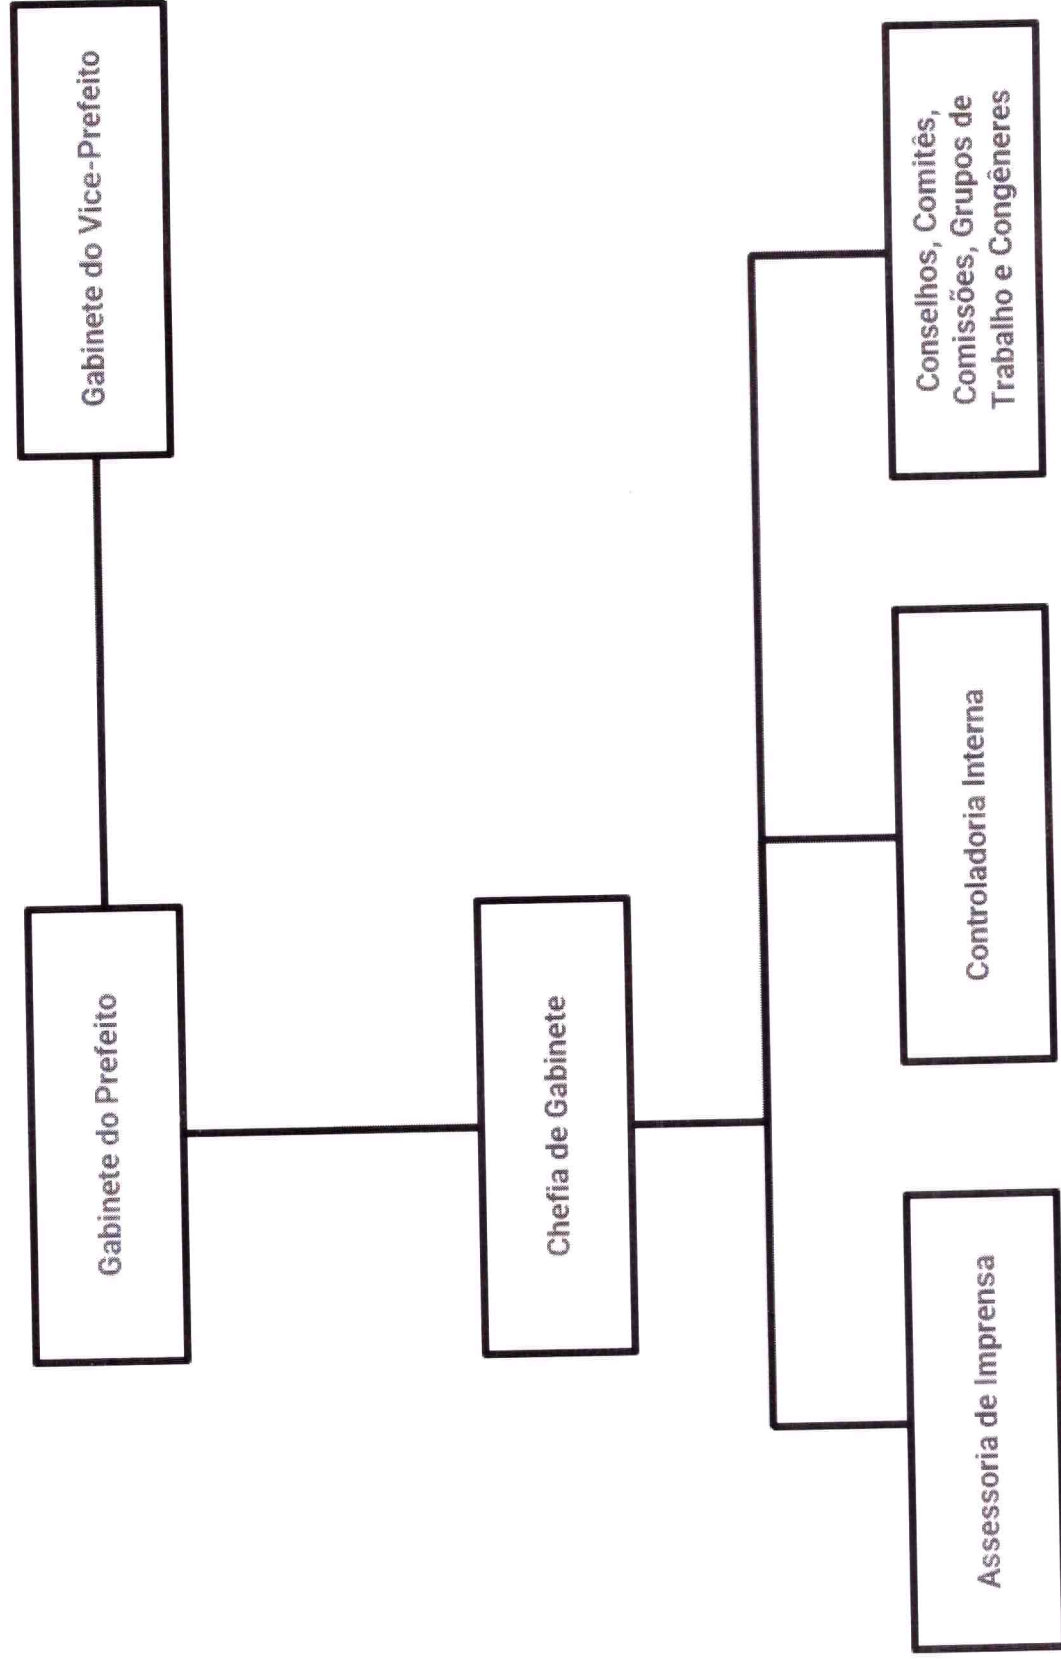 Gabinete do Prefeito
Gabinete do Vice-Prefeito
Chefia de Gabinete
Assessoria de Imprensa
Controladoria Interna
Conselhos, Comitês,
Comissões, Grupos de
Trabalho e Congêneres